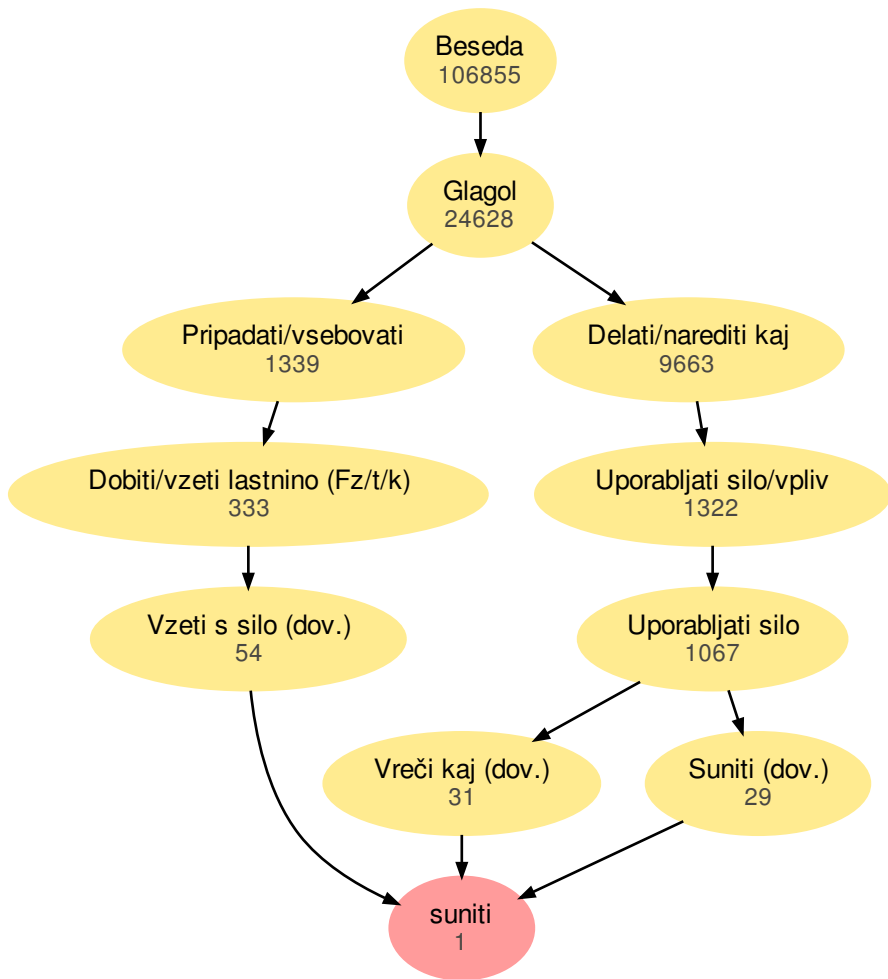 Beseda
106855
Glagol
24628
Pripadati/vsebovati
1339
Delati/narediti kaj
9663
Dobiti/vzeti lastnino (Fz/t/k)
333
Uporabljati silo/vpliv
1322
Vzeti s silo (dov.)
54
Uporabljati silo
1067
Vreči kaj (dov.)
31
Suniti (dov.)
29
suniti
1